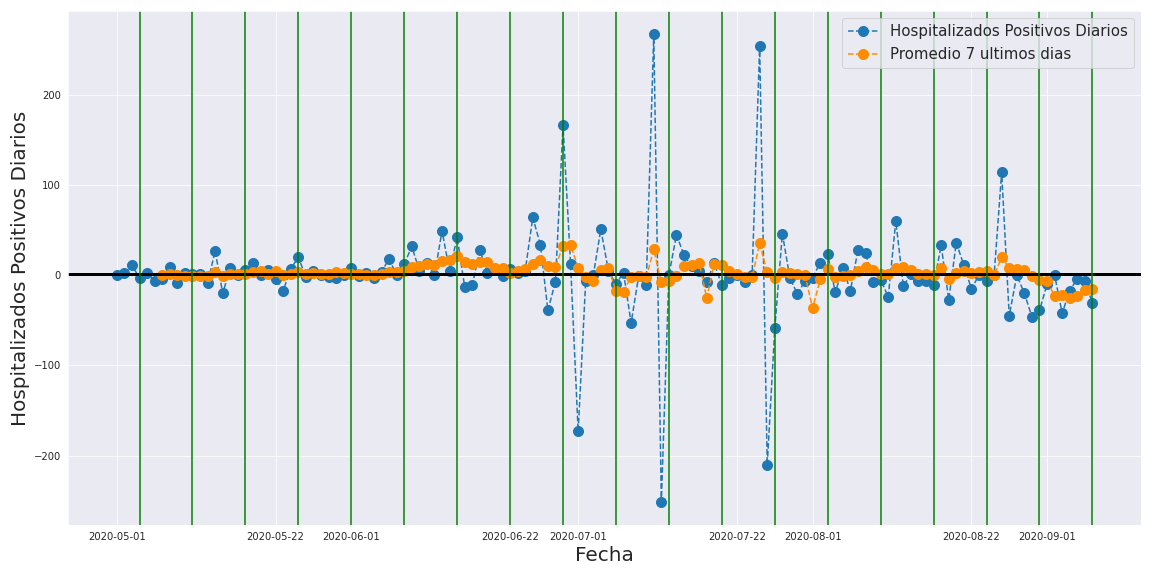 Hospitalizados Positivos Diarios
Promedio 7 ultimos dias
Hospitalizados Positivos Diarios
200
100
0
−100
−200
2020-05-01 2020-05-22 2020-06-01 2020-06-22 2020-07-01 2020-07-22 2020-08-01 2020-08-22 2020-09-01
Fecha